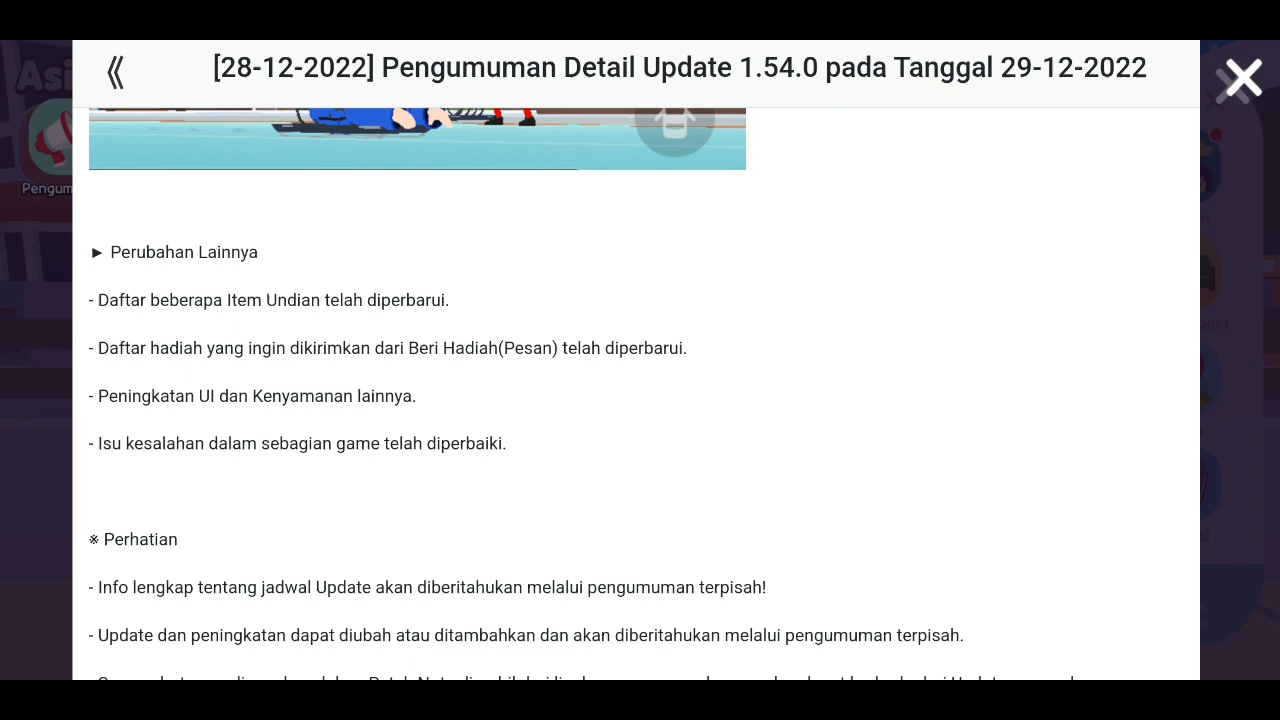 [28-12-2022] Pengumuman Detail Update 1.54.0 pada Tanggal 29-12-2022
Asi
Pengum
► Perubahan Lainnya
- Daftar beberapa Item Undian telah diperbarui.
- Daftar hadiah yang ingin dikirimkan dari Beri Hadiah(Pesan) telah diperbarui.
- Peningkatan UI dan Kenyamanan lainnya.
- Isu kesalahan dalam sebagian game telah diperbaiki.
※ Perhatian
- Info lengkap tentang jadwal Update akan diberitahukan melalui pengumuman terpisah!
- Update dan peningkatan dapat diubah atau ditambahkan dan akan diberitahukan melalui pengumuman terpisah.